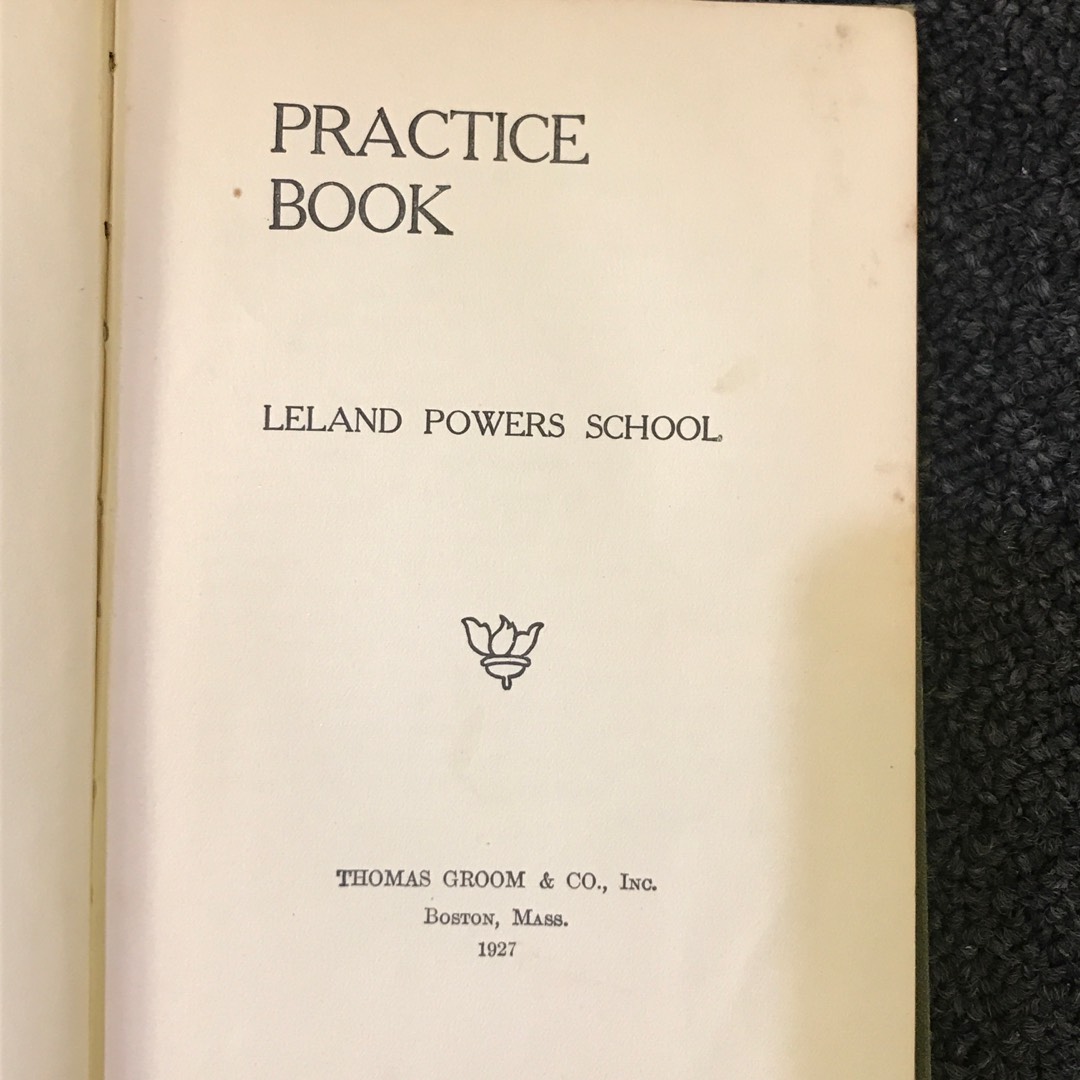 PRACTICE
BOOK
LELAND POWERS SCHOOL
THOMAS GROOM & CO., INC.
BOSTON, MASS.
1927